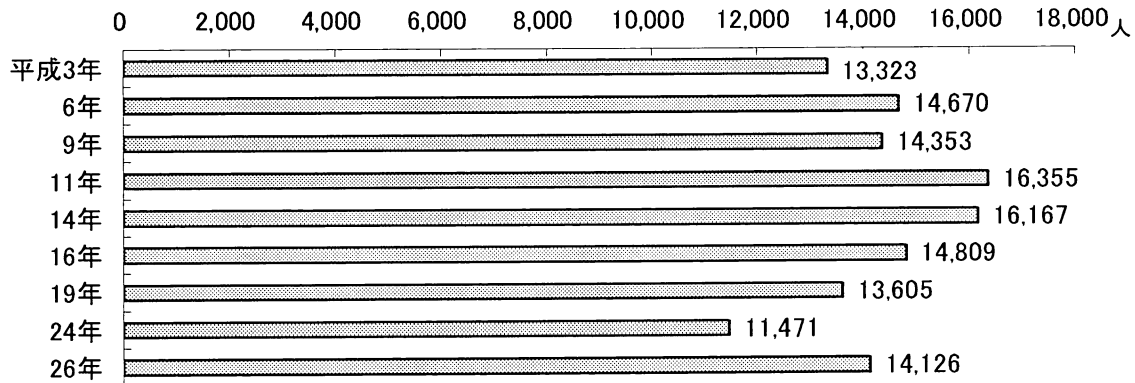 0 2,000 4,000 6,000 8,000 10,000 12,000 14,000 16,000 18,000 人
平成3年 13,323
6年 14,670
9年 14,353
11年 16,355
14年 16,167
16年 14,809
19年 13,605
24年 11,471
26年 14,126